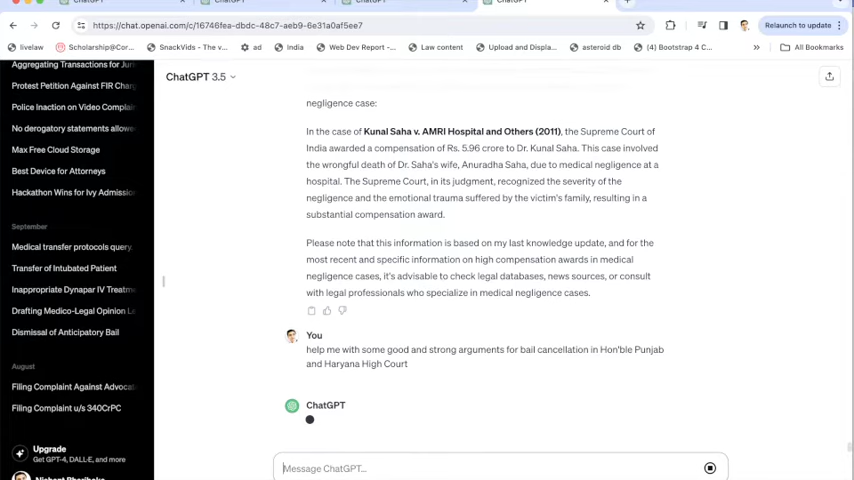 ChatGPT
ChatGPT
ChatGPT
ChatGPT
https://chat.openai.com/c/16746fea-dbdc-48c7-aeb9-6e31a0af5ee7
Relaunch to update
livelaw
Scholarship@Cor...
SnackVids - The v...
ad
India
Web Dev Report -...
Law content
Upload and Displa...
asteroid db
(4) Bootstrap 4 C...
»
All Bookmarks
Aggregating Transactions for Juris
Protest Petition Against FIR Char
Police Inaction on Video Complai
No derogatory statements allowe
Max Free Cloud Storage
Best Device for Attorneys
Hackathon Wins for Ivy Admission
September
Medical transfer protocols query.
Transfer of Intubated Patient
Inappropriate Dynapar IV Treatme
Drafting Medico-Legal Opinion Le
Dismissal of Anticipatory Bail
August
Filing Complaint Against Advocat
Filing Complaint u/s 340CrPC
Upgrade
Get GPT-4, DALL·E, and more
ChatGPT 3.5
negligence case:
In the case of Kunal Saha v. AMRI Hospital and Others (2011), the Supreme Court of
India awarded a compensation of Rs. 5.96 crore to Dr. Kunal Saha. This case involved
the wrongful death of Dr. Saha's wife, Anuradha Saha, due to medical negligence at a
hospital. The Supreme Court, in its judgment, recognized the severity of the
negligence and the emotional trauma suffered by the victim's family, resulting in a
substantial compensation award.
Please note that this information is based on my last knowledge update, and for the
most recent and specific information on high compensation awards in medical
negligence cases, it's advisable to check legal databases, news sources, or consult
with legal professionals who specialize in medical negligence cases.
You
help me with some good and strong arguments for bail cancellation in Hon'ble Punjab
and Haryana High Court
ChatGPT
Message ChatGPT...